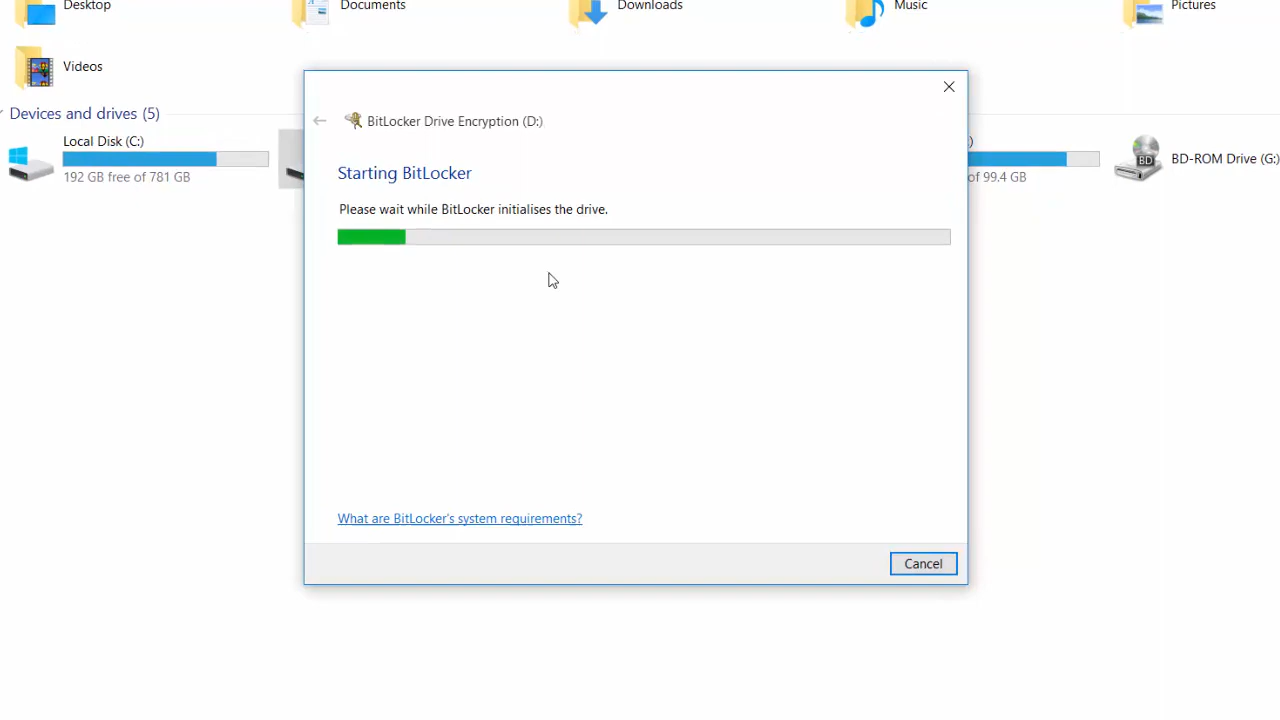 Desktop
Documents
Downloads
Music
Pictures
Videos
Devices and drives (5)
Local Disk (C:)
192 GB free of 781 GB
)
of 99.4 GB
BD
BD-ROM Drive (G:)
BitLocker Drive Encryption (D:)
Starting BitLocker
Please wait while BitLocker initialises the drive.
What are BitLocker's system requirements?
Cancel